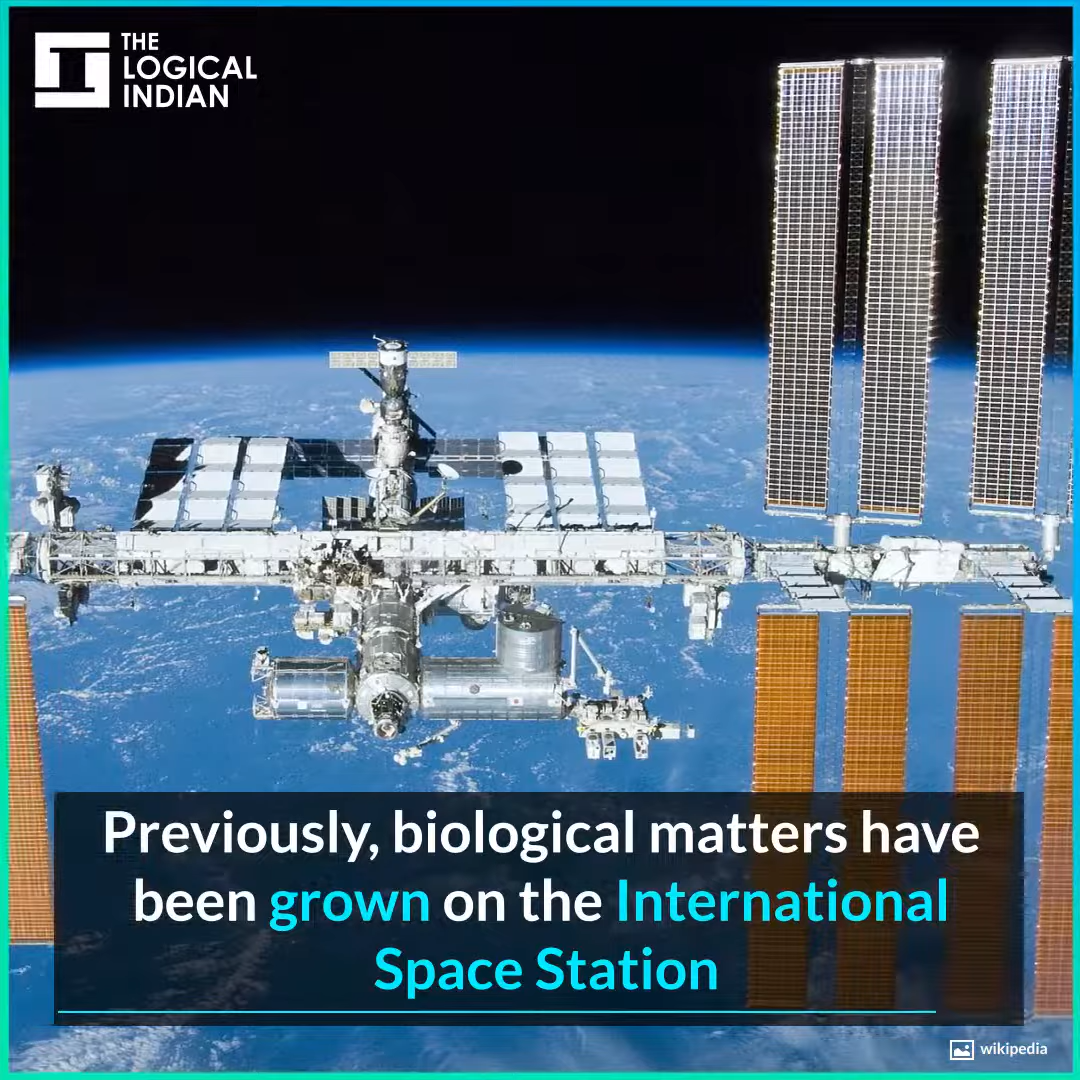 THE
LOGICAL
INDIAN
Previously, biological matters have
been grown on the International
Space Station
wikipedia